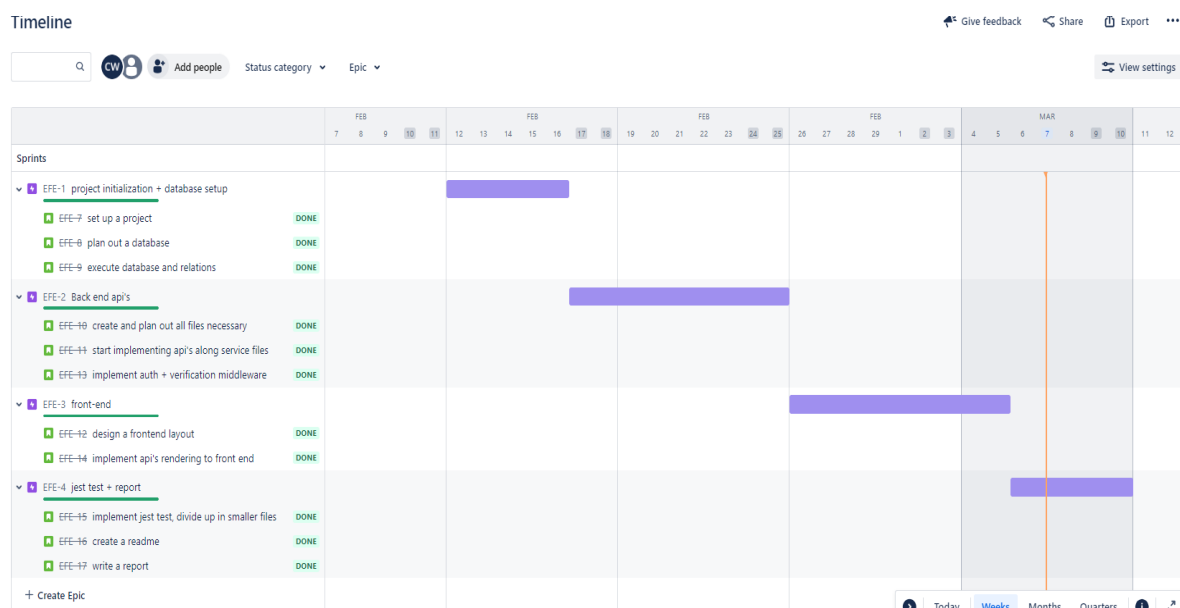 Timeline
Give feedback Share Export
CW Add people Status category Epic View settings
FEB FEB FEB FEB MAR
7 8 9 10 11 12 13 14 15 16 17 18 19 20 21 22 23 24 25 26 27 28 29 1 2 3 4 5 6 7 8 9 10 11 12
Sprints
EFE-1 project initialization + database setup
EFE-7 set up a project DONE
EFE-8 plan out a database DONE
EFE-9 execute database and relations DONE
EFE-2 Back end api's
EFE-10 create and plan out all files necessary DONE
EFE-11 start implementing api's along service files DONE
EFE-13 implement auth + verification middleware DONE
EFE-3 front-end
EFE-12 design a frontend layout DONE
EFE-14 implement api's rendering to front end DONE
EFE-4 jest test + report
EFE-15 implement jest test, divide up in smaller files DONE
EFE-16 create a readme DONE
EFE-17 write a report DONE
+ Create Epic
Today Weeks Months Quarters